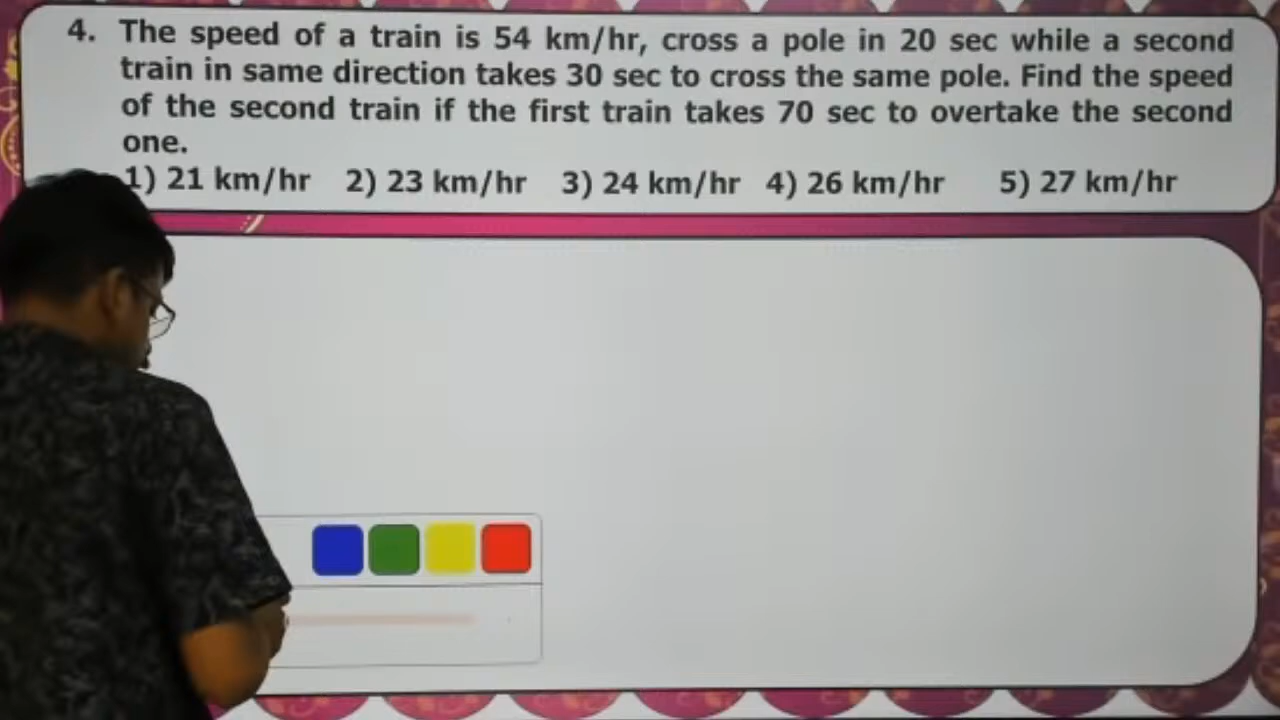 4. The speed of a train is 54 km/hr, cross a pole in 20 sec while a second
train in same direction takes 30 sec to cross the same pole. Find the speed
of the second train if the first train takes 70 sec to overtake the second
one.
1) 21 km/hr 2) 23 km/hr 3) 24 km/hr 4) 26 km/hr 5) 27 km/hr